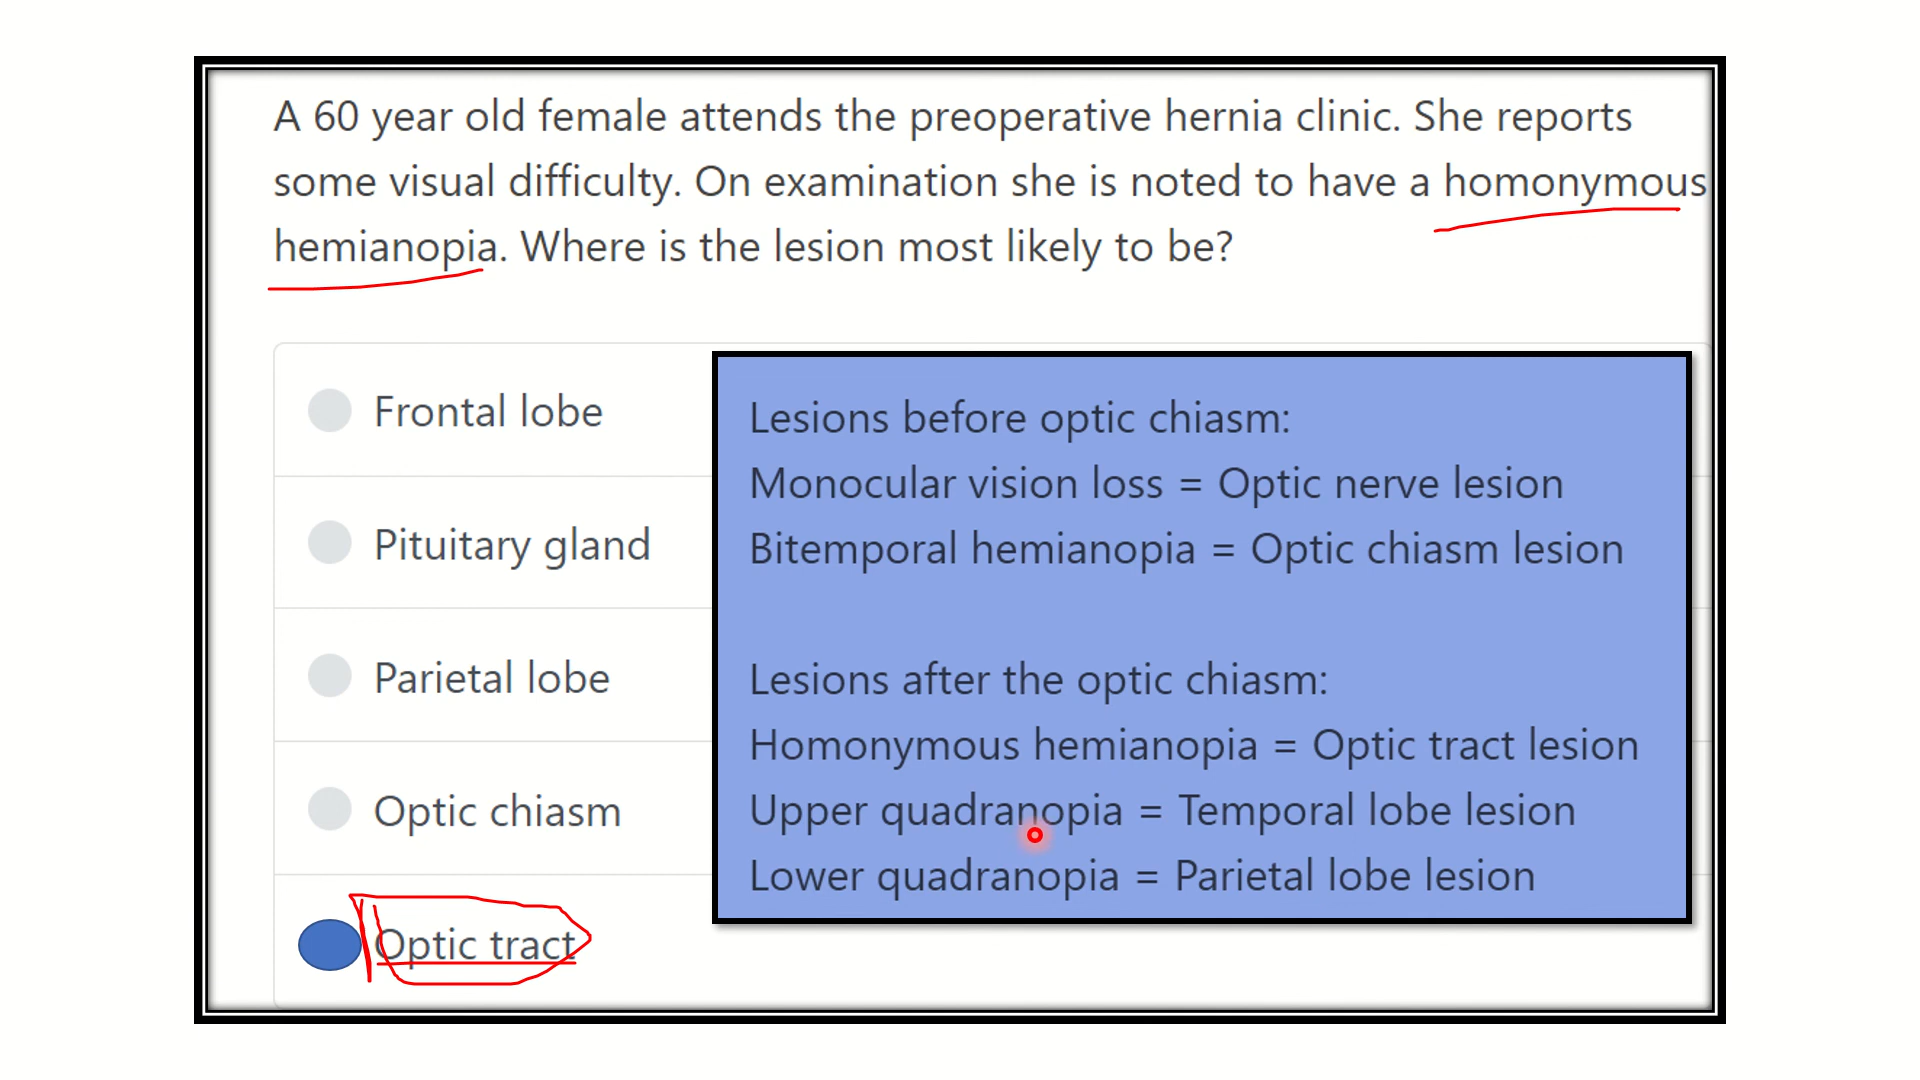 A 60 year old female attends the preoperative hernia clinic. She reports
some visual difficulty. On examination she is noted to have a homonymous
hemianopia. Where is the lesion most likely to be?
Frontal lobe
Pituitary gland
Parietal lobe
Optic chiasm
Optic tract
Lesions before optic chiasm:
Monocular vision loss = Optic nerve lesion
Bitemporal hemianopia = Optic chiasm lesion
Lesions after the optic chiasm:
Homonymous hemianopia = Optic tract lesion
Upper quadranopia = Temporal lobe lesion
Lower quadranopia = Parietal lobe lesion